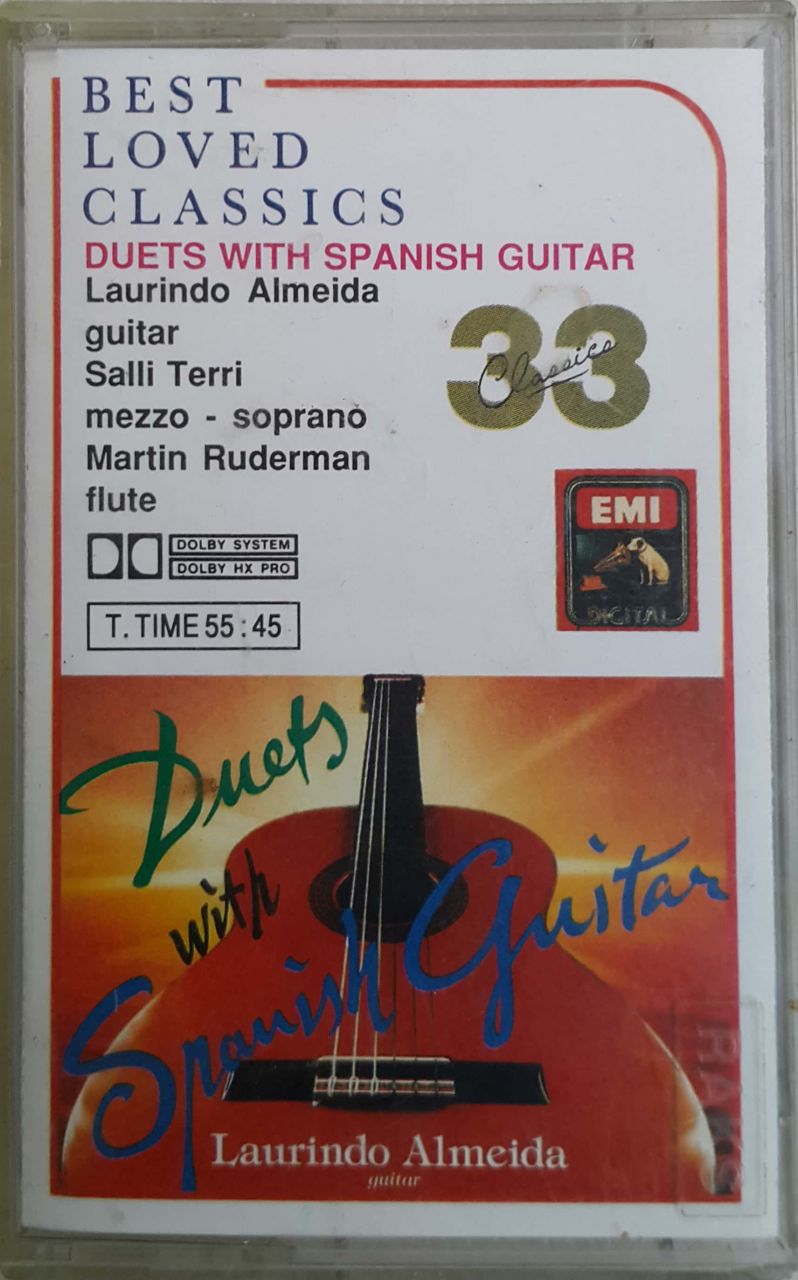 BEST
LOVED
CLASSICS
DUETS WITH SPANISH GUITAR
Laurindo Almeida
guitar
Salli Terri
mezzo - soprano
Martin Ruderman
flute
33
Classics
EMI
DIGITAL
DOLBY SYSTEM
DOLBY HX PRO
T. TIME 55:45
Duets
with
Spanish Guitar
Laurindo Almeida
guitar
RAKS